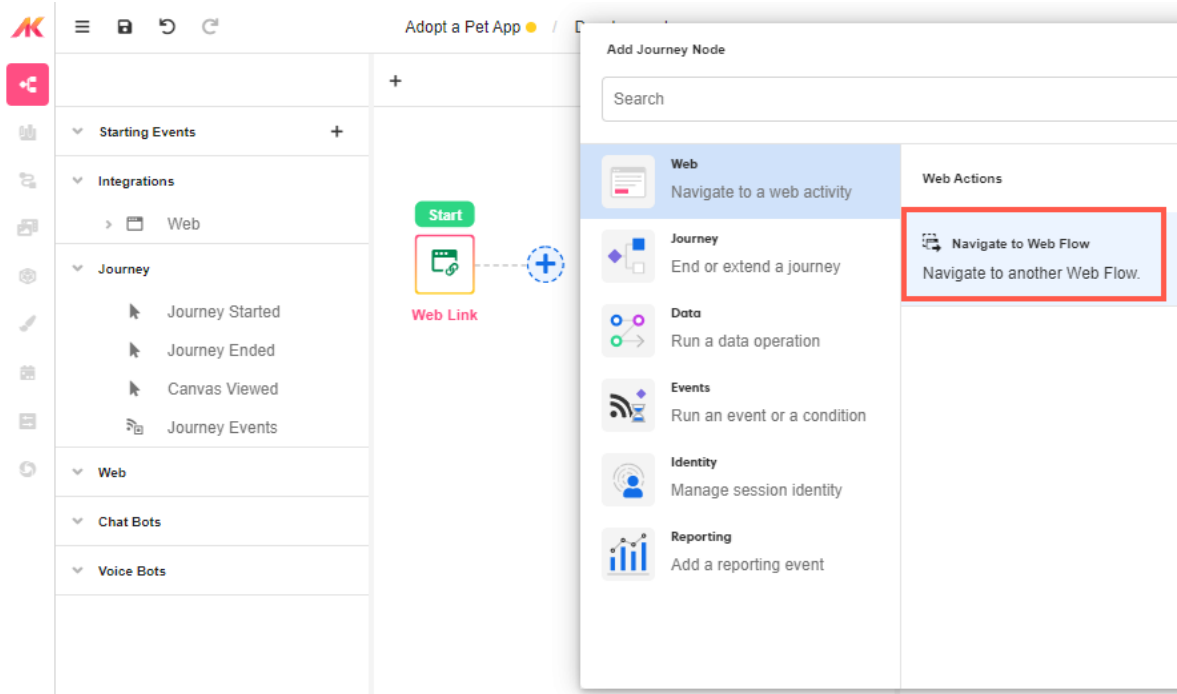 Adopt a Pet App /
Add Journey Node
Search
Starting Events
Integrations
Web
Journey
Journey Started
Journey Ended
Canvas Viewed
Journey Events
Web
Chat Bots
Voice Bots
Start
Web Link
Web
Navigate to a web activity
Journey
End or extend a journey
Data
Run a data operation
Events
Run an event or a condition
Identity
Manage session identity
Reporting
Add a reporting event
Web Actions
Navigate to Web Flow
Navigate to another Web Flow.